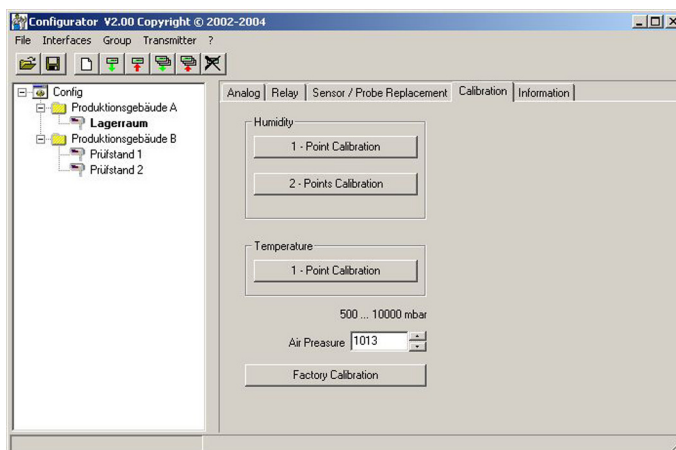 Configurator V2.00 Copyright © 2002-2004
File Interfaces Group Transmitter ?
Config
Produktionsgebäude A
Lagerraum
Produktionsgebäude B
Prüfstand 1
Prüfstand 2
Analog Relay Sensor / Probe Replacement Calibration Information
Humidity
1 - Point Calibration
2 - Points Calibration
Temperature
1 - Point Calibration
500 ... 10000 mbar
Air Preasure 1013
Factory Calibration